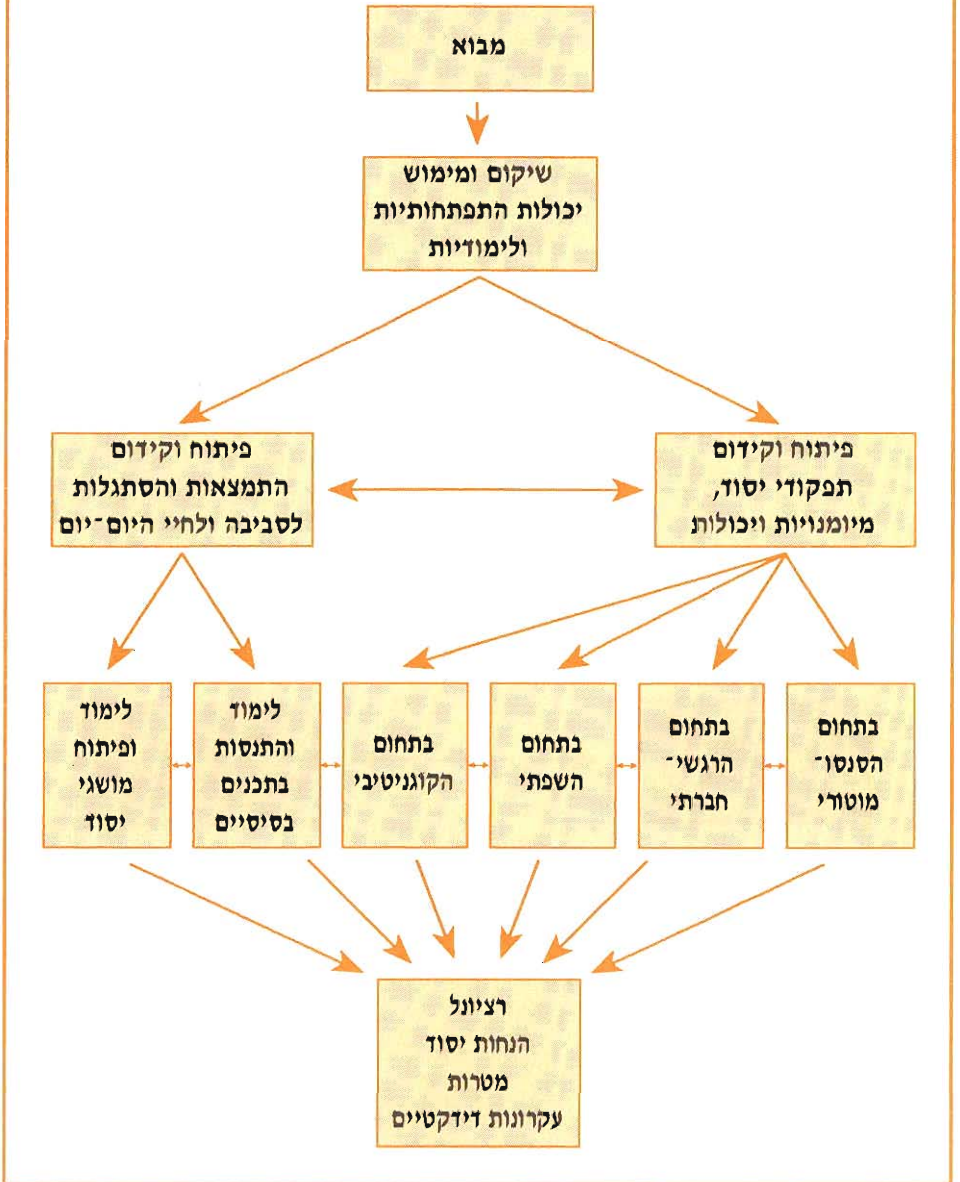 מבוא
שיקום ומימוש
יכולות התפתחותיות
ולימודיות
פיתוח וקידום
תפקודי יסוד,
מיומנויות ויכולות
פיתוח וקידום
התמצאות והסתגלות
לסביבה ולחיי היום־יום
בתחום
הסנסו־
מוטורי
בתחום
הרגשי־
חברתי
בתחום
השפתי
בתחום
הקוגניטיבי
לימוד
והתנסות
בתכנים
בסיסיים
לימוד
ופיתוח
מושגי
יסוד
רציונל
הנחות יסוד
מטרות
עקרונות דידקטיים